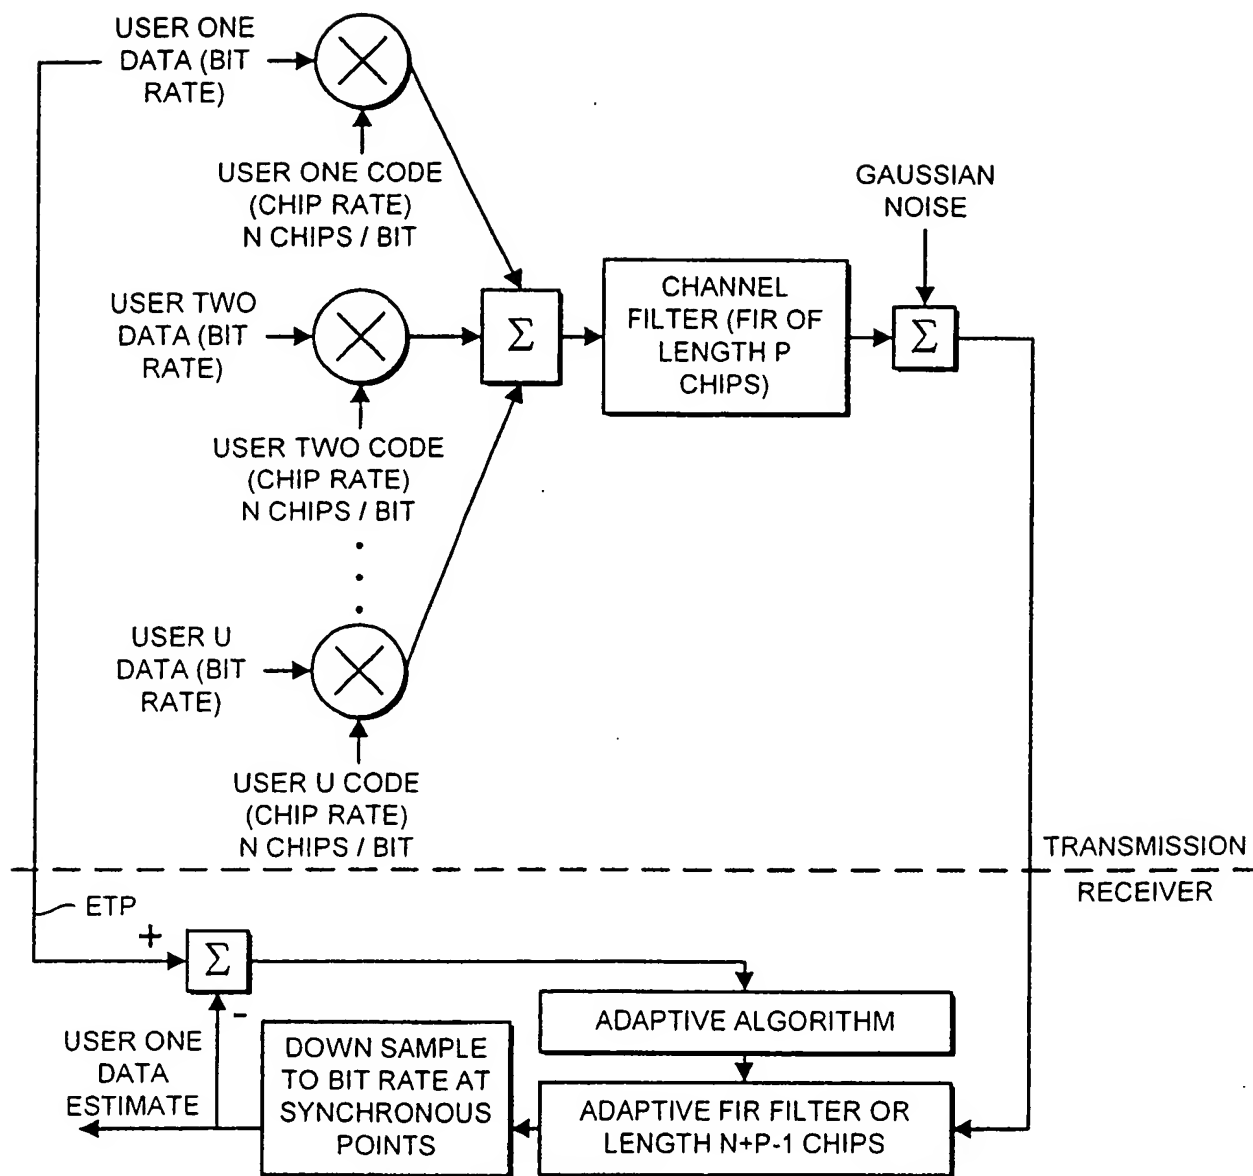 USER ONE
DATA (BIT
RATE)
USER ONE CODE
(CHIP RATE)
N CHIPS / BIT
GAUSSIAN
NOISE
USER TWO
DATA (BIT
RATE)
Σ
CHANNEL
FILTER (FIR OF
LENGTH P
CHIPS)
Σ
USER TWO CODE
(CHIP RATE)
N CHIPS / BIT
USER U
DATA (BIT
RATE)
USER U CODE
(CHIP RATE)
N CHIPS / BIT
TRANSMISSION
RECEIVER
ETP
+
Σ
-
ADAPTIVE ALGORITHM
USER ONE
DATA
ESTIMATE
DOWN SAMPLE
TO BIT RATE AT
SYNCHRONOUS
POINTS
ADAPTIVE FIR FILTER OR
LENGTH N+P-1 CHIPS